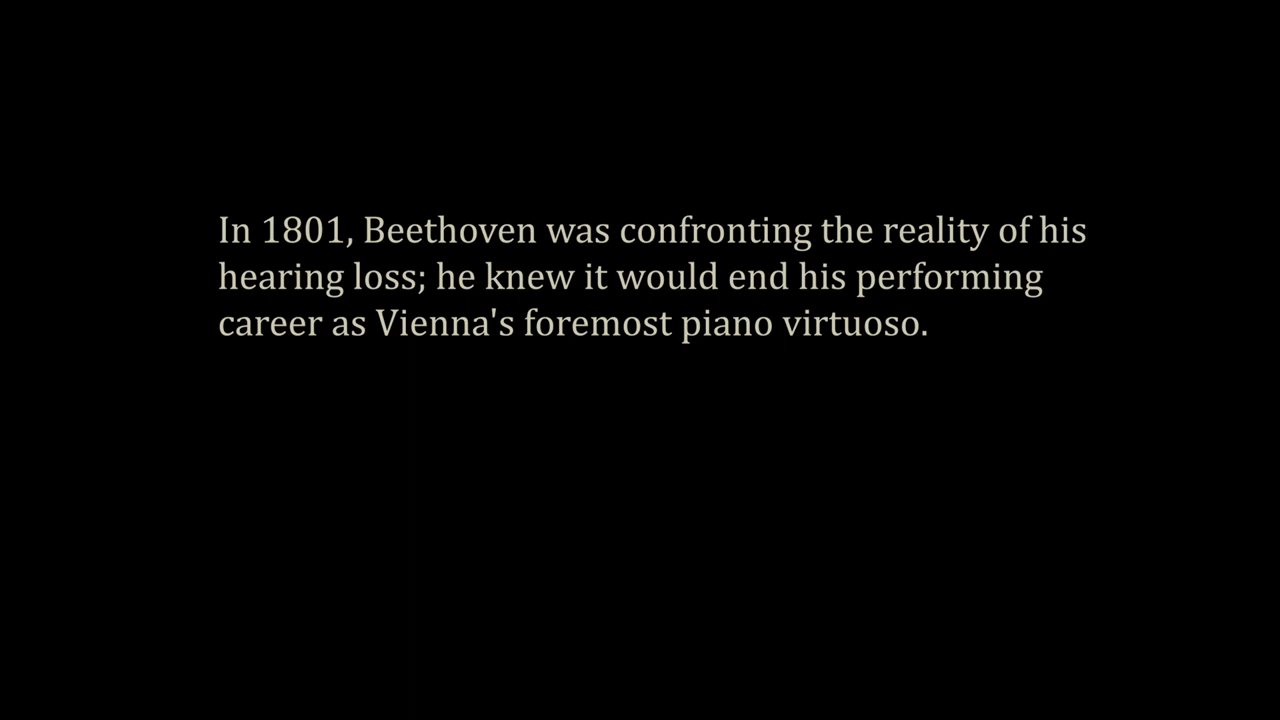 In 1801, Beethoven was confronting the reality of his
hearing loss; he knew it would end his performing
career as Vienna's foremost piano virtuoso.